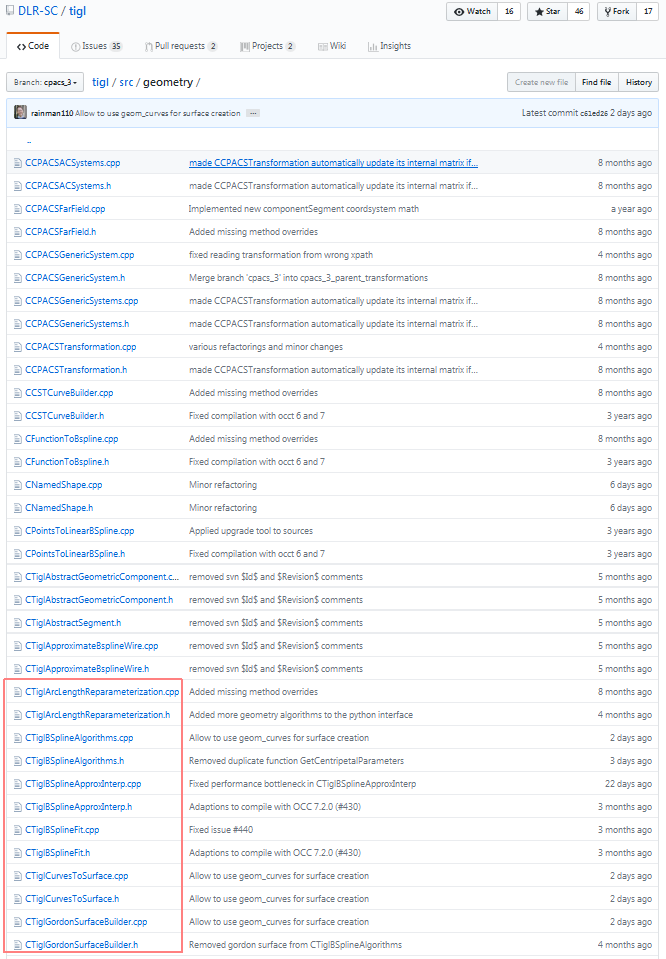 DLR-SC / tigl
Watch 16 Star 46 Fork 17
Code Issues 35 Pull requests 2 Projects 2 Wiki Insights
Branch: cpacs_3 tigl / src / geometry / Create new file Find file History
rainman110 Allow to use geom_curves for surface creation ... Latest commit c61ed26 2 days ago
..
CCPACSACSystems.cpp made CCPACSTransformation automatically update its internal matrix if... 8 months ago
CCPACSACSystems.h made CCPACSTransformation automatically update its internal matrix if... 8 months ago
CCPACSFarField.cpp Implemented new componentSegment coordsystem math a year ago
CCPACSFarField.h Added missing method overrides 8 months ago
CCPACSGenericSystem.cpp fixed reading transformation from wrong xpath 4 months ago
CCPACSGenericSystem.h Merge branch 'cpacs_3' into cpacs_3_parent_transformations 8 months ago
CCPACSGenericSystems.cpp made CCPACSTransformation automatically update its internal matrix if... 8 months ago
CCPACSGenericSystems.h made CCPACSTransformation automatically update its internal matrix if... 8 months ago
CCPACSTransformation.cpp various refactorings and minor changes 4 months ago
CCPACSTransformation.h made CCPACSTransformation automatically update its internal matrix if... 8 months ago
CCSTCurveBuilder.cpp Added missing method overrides 8 months ago
CCSTCurveBuilder.h Fixed compilation with occt 6 and 7 3 years ago
CFunctionToBspline.cpp Added missing method overrides 8 months ago
CFunctionToBspline.h Fixed compilation with occt 6 and 7 3 years ago
CNamedShape.cpp Minor refactoring 6 days ago
CNamedShape.h Minor refactoring 6 days ago
CPointsToLinearBSpline.cpp Applied upgrade tool to sources 3 years ago
CPointsToLinearBSpline.h Fixed compilation with occt 6 and 7 3 years ago
CTiglAbstractGeometricComponent.c... removed svn $Id$ and $Revision$ comments 5 months ago
CTiglAbstractGeometricComponent.h removed svn $Id$ and $Revision$ comments 5 months ago
CTiglAbstractSegment.h removed svn $Id$ and $Revision$ comments 5 months ago
CTiglApproximateBsplineWire.cpp removed svn $Id$ and $Revision$ comments 5 months ago
CTiglApproximateBsplineWire.h removed svn $Id$ and $Revision$ comments 5 months ago
CTiglArcLengthReparameterization.cpp Added missing method overrides 8 months ago
CTiglArcLengthReparameterization.h Added more geometry algorithms to the python interface 4 months ago
CTiglBSplineAlgorithms.cpp Allow to use geom_curves for surface creation 2 days ago
CTiglBSplineAlgorithms.h Removed duplicate function GetCentripetalParameters 3 days ago
CTiglBSplineApproxInterp.cpp Fixed performance bottleneck in CTiglBSplineApproxInterp 22 days ago
CTiglBSplineApproxInterp.h Adaptions to compile with OCC 7.2.0 (#430) 3 months ago
CTiglBSplineFit.cpp Fixed issue #440 3 months ago
CTiglBSplineFit.h Adaptions to compile with OCC 7.2.0 (#430) 3 months ago
CTiglCurvesToSurface.cpp Allow to use geom_curves for surface creation 2 days ago
CTiglCurvesToSurface.h Allow to use geom_curves for surface creation 2 days ago
CTiglGordonSurfaceBuilder.cpp Allow to use geom_curves for surface creation 2 days ago
CTiglGordonSurfaceBuilder.h Removed gordon surface from CTiglBSplineAlgorithms 4 months ago